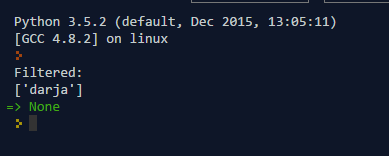 Python 3.5.2 (default, Dec 2015, 13:05:11)
[GCC 4.8.2] on linux
Filtered:
['darja']
=> None